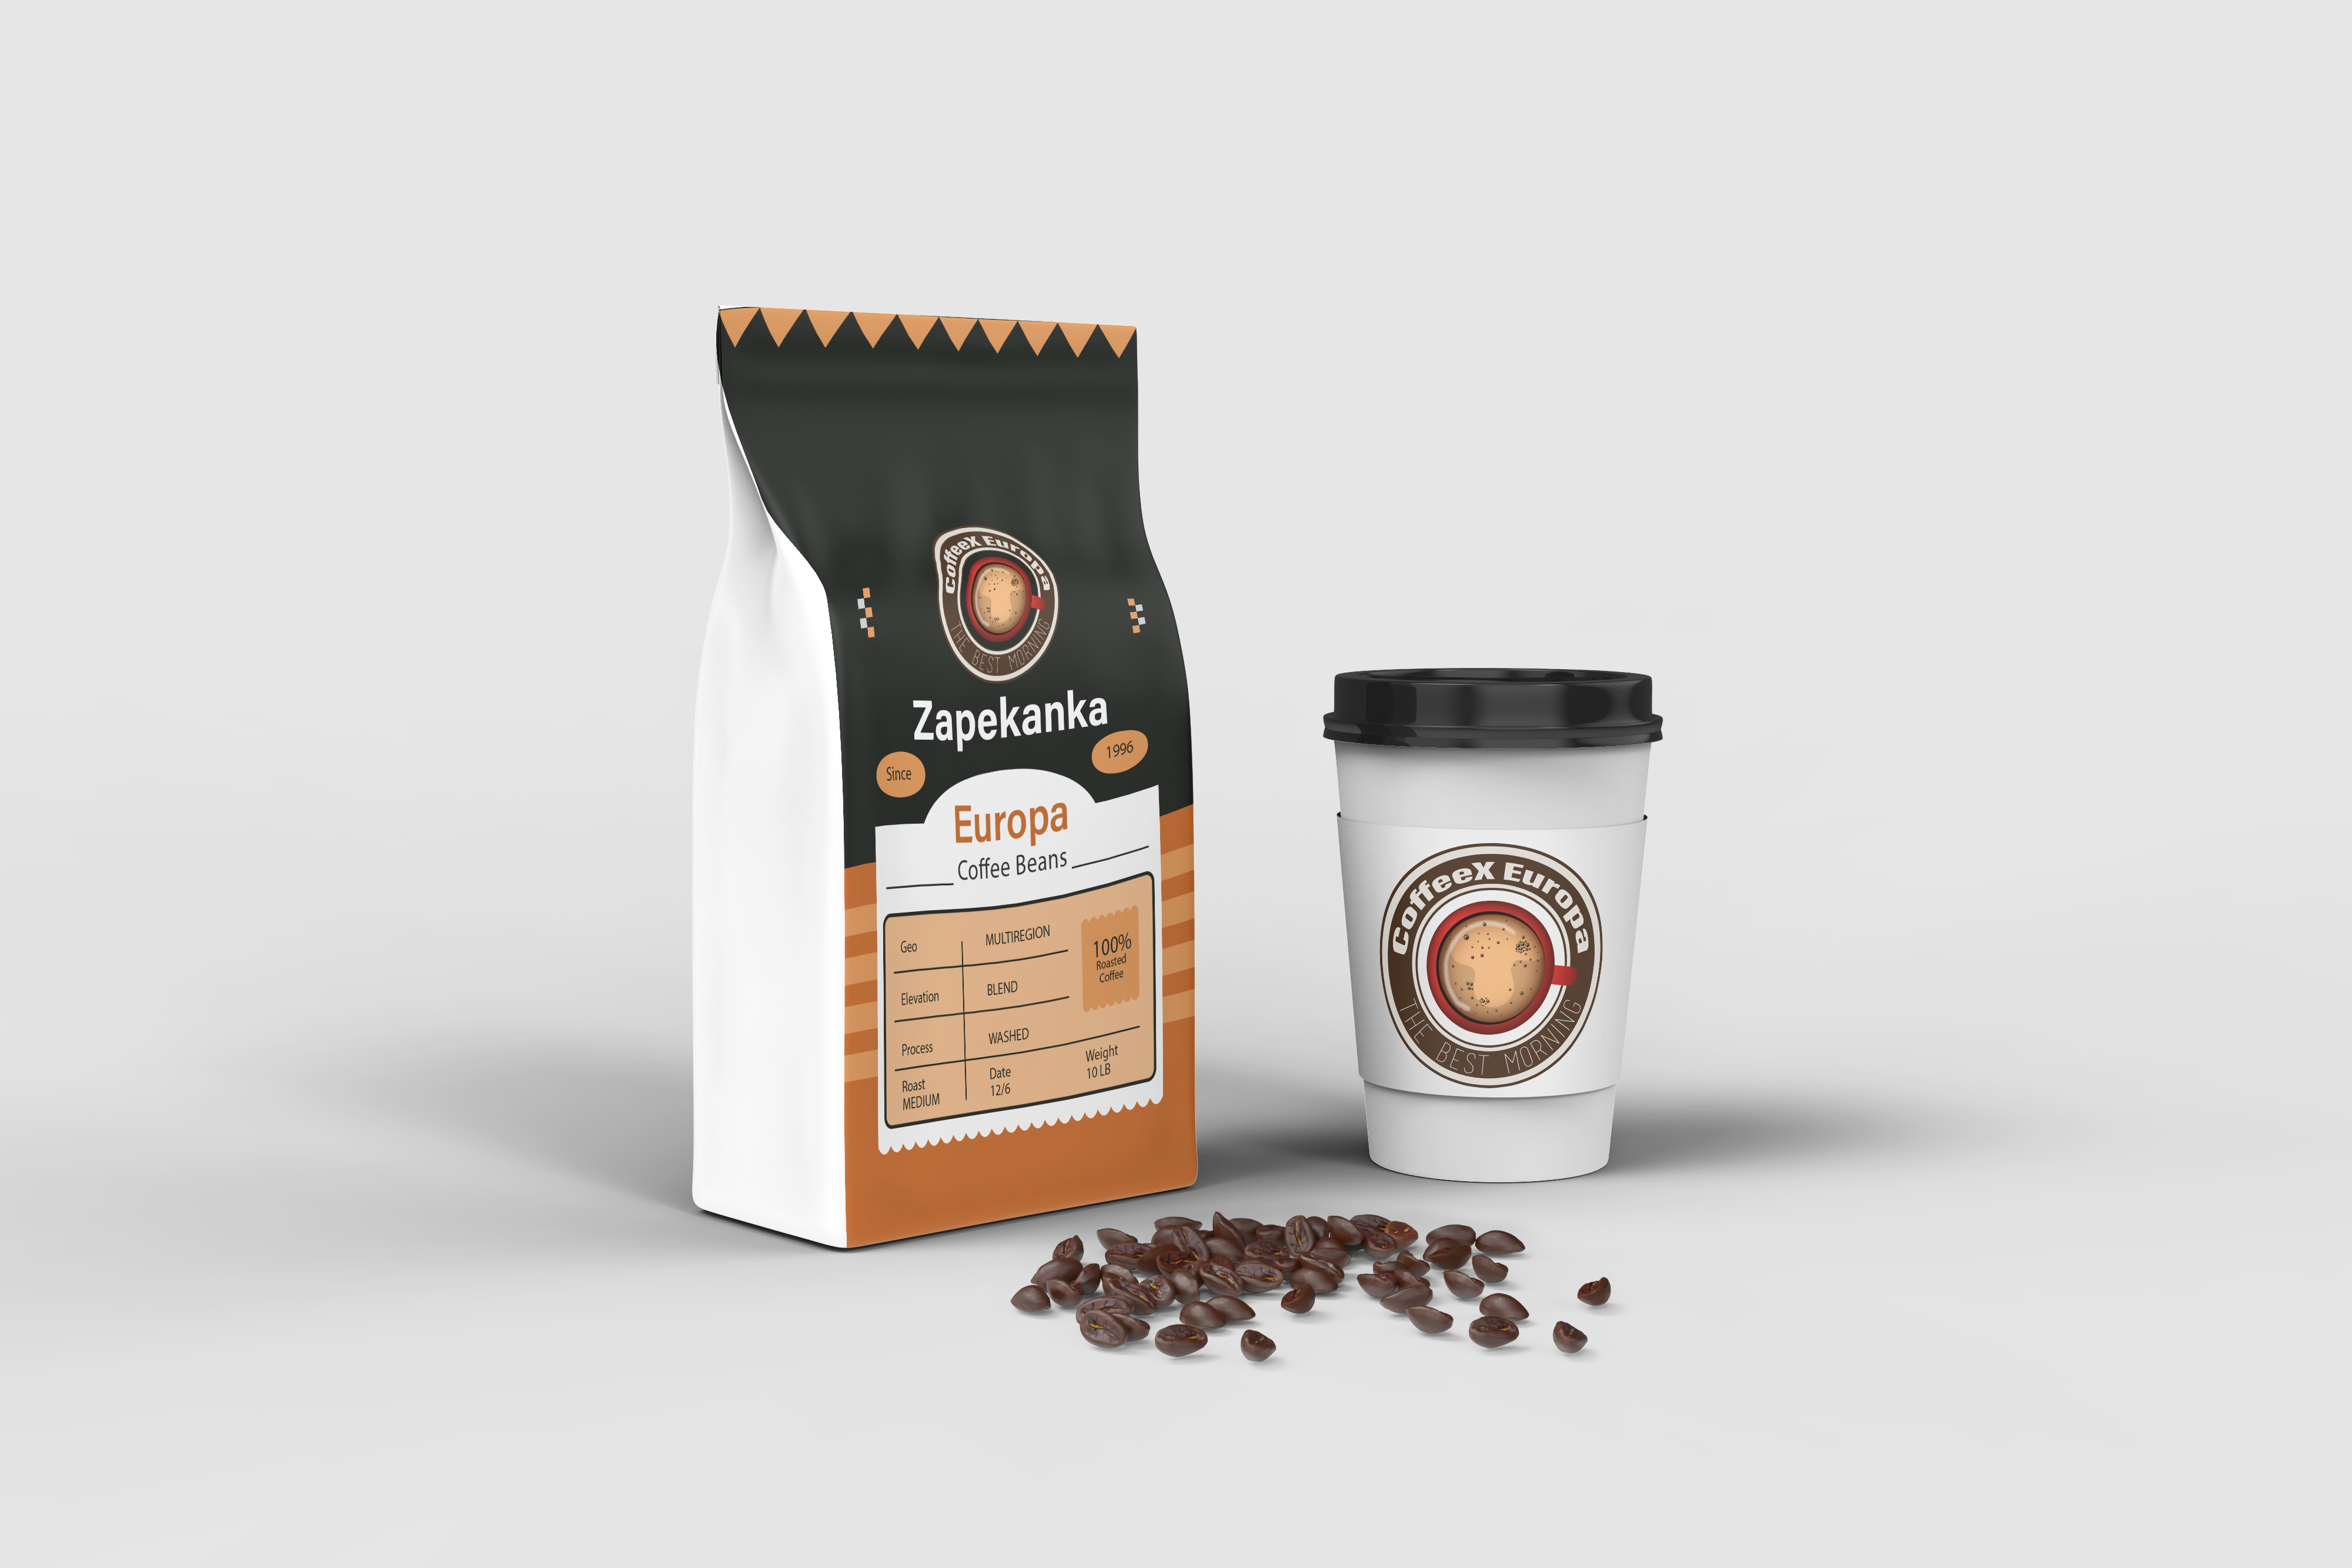 CoffeeX Europa
THE BEST MORNING
Zapekanka
Since
1996
Europa
Coffee Beans
Geo
MULTIREGION
100%
Roasted
Coffee
Elevation
BLEND
Process
WASHED
Roast
MEDIUM
Date
12/6
Weight
10 LB
CoffeeX Europa
THE BEST MORNING